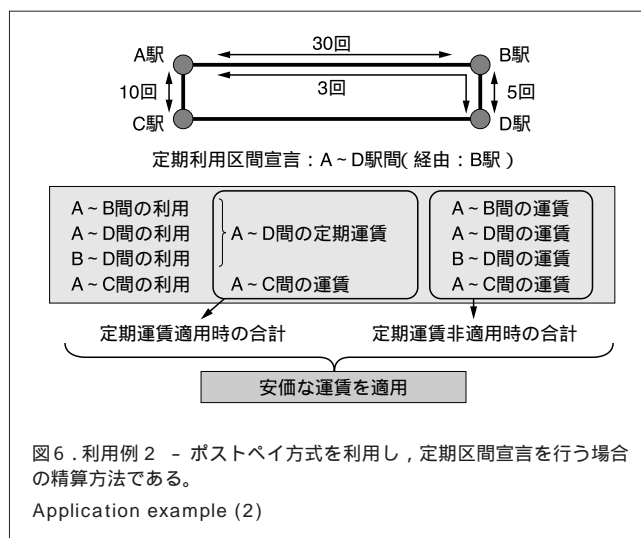 30回
A駅
B駅
10回
3回
5回
C駅
D駅
定期利用区間宣言：A～D駅間（経由：B駅）
A～B間の利用
A～D間の利用
B～D間の利用
A～C間の利用
A～D間の定期運賃
A～C間の運賃
A～B間の運賃
A～D間の運賃
B～D間の運賃
A～C間の運賃
定期運賃適用時の合計
定期運賃非適用時の合計
安価な運賃を適用
図6．利用例2 － ポストペイ方式を利用し，定期区間宣言を行う場合
の精算方法である。
Application example (2)